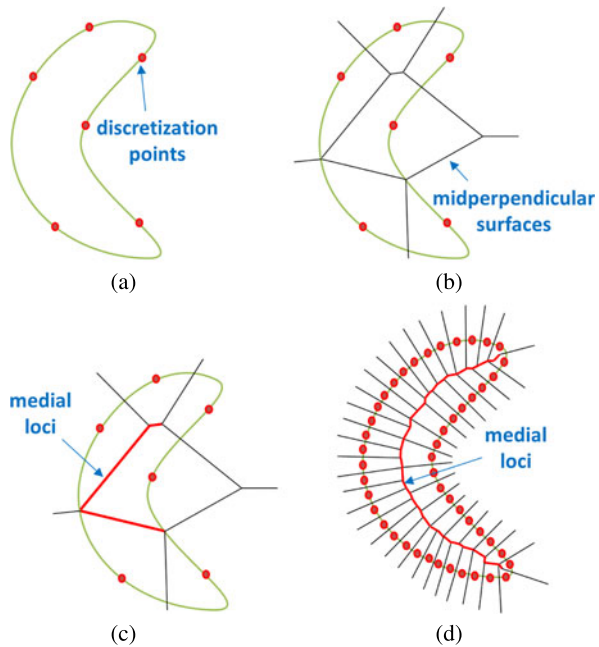 discretization
points
(a)
midperpendicular
surfaces
(b)
medial
loci
(c)
medial
loci
(d)